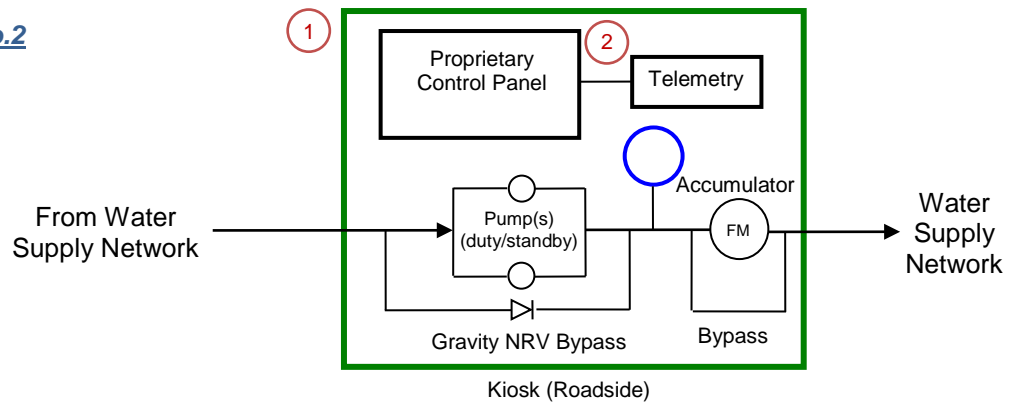 1
2
Proprietary
Control Panel
Telemetry
Accumulator
From Water
Supply Network
Pump(s)
(duty/standby)
FM
Water
Supply
Network
Gravity NRV Bypass
Bypass
Kiosk (Roadside)